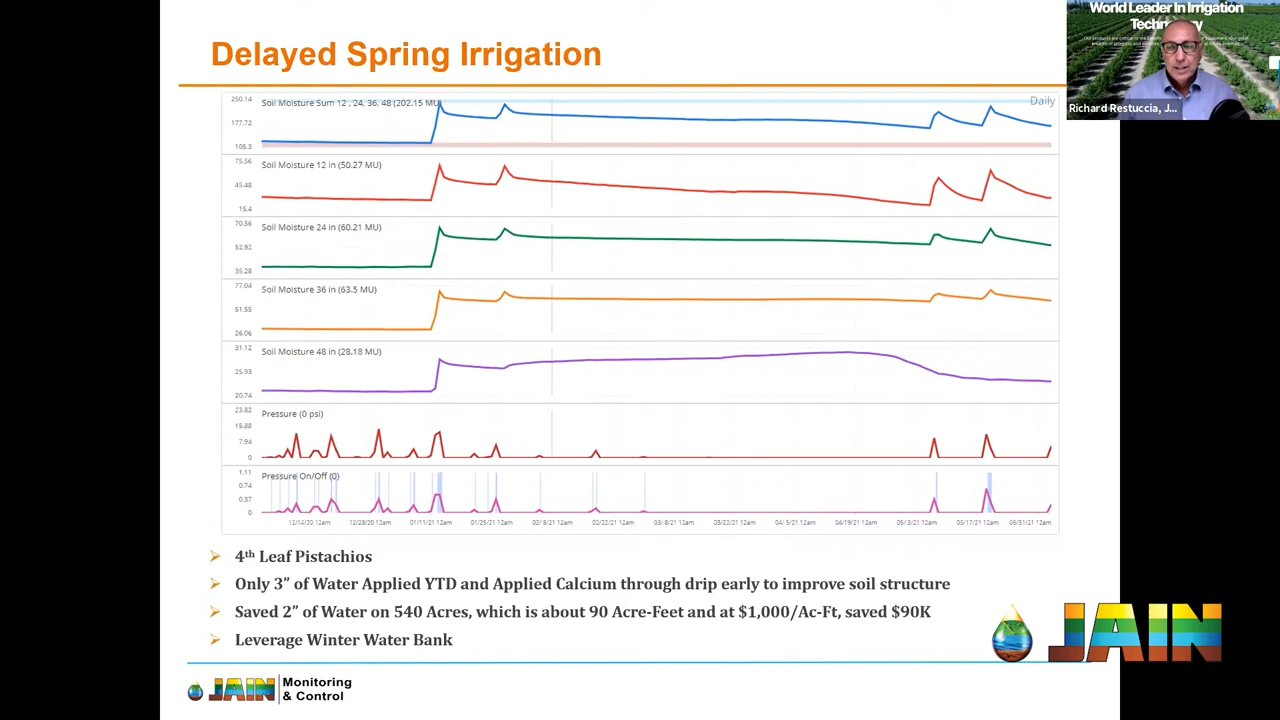 World Leader In Irrigation
Technology
Richard Restuccia, J...
Delayed Spring Irrigation
Daily
250.14
177.72
105.3
Soil Moisture Sum 12 , 24, 36, 48 (202.15 MU
75.56
45.48
15.4
Soil Moisture 12 in (50.27 MU)
70.56
52.92
35.28
Soil Moisture 24 in (60.21 MU)
77.04
51.55
26.06
Soil Moisture 36 in (63.5 MU)
31.12
25.93
20.74
Soil Moisture 48 in (28.18 MU)
23.82
15.88
7.94
0
Pressure (0 psi)
1.11
0.74
0.37
0
Pressure On/Off (0)
12/14/20 12am 12/28/20 12am 01/11/21 12am 01/25/21 12am 02/8/21 12am 02/22/21 12am 03/8/21 12am 03/22/21 12am 04/5/21 12am 04/19/21 12am 05/3/21 12am 05/17/21 12am 05/31/21 12am
4th Leaf Pistachios
Only 3” of Water Applied YTD and Applied Calcium through drip early to improve soil structure
Saved 2” of Water on 540 Acres, which is about 90 Acre-Feet and at $1,000/Ac-Ft, saved $90K
Leverage Winter Water Bank
JAIN
JAIN Monitoring
& Control